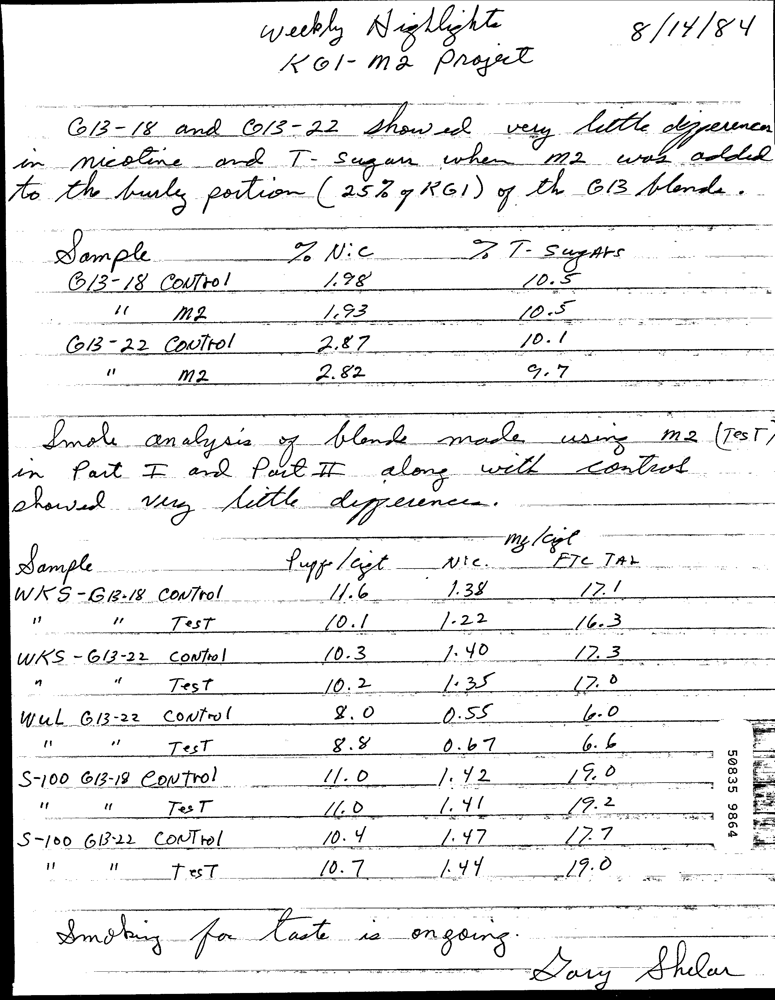 Weekly Highlights 8/14/84
KG1-M2 Project
G13-18 and G13-22 showed very little differences
in nicotine and T-sugars when M2 was added
to the burley portion (25% of KG1) of the G13 blends.
Sample % Nic % T-Sugars
G13-18 Control 1.98 10.5
" M2 1.93 10.5
G13-22 Control 2.87 10.1
" M2 2.82 9.7
Smoke analysis of blends made using M2 (Test)
in Part I and Part II along with control
showed very little differences.
mg/cigt
Sample Puffs/cigt Nic. FTC TAR
WKS-G13-18 Control 11.6 1.38 17.1
" " Test 10.1 1.22 16.3
WKS-G13-22 Control 10.3 1.40 17.3
" " Test 10.2 1.35 17.0
WUL G13-22 Control 8.0 0.55 6.0
" " Test 8.8 0.67 6.6
S-100 G13-18 Control 11.0 1.42 19.0
" " Test 11.0 1.41 19.2
S-100 G13-22 Control 10.4 1.47 17.7
" " Test 10.7 1.44 19.0
Smoking for taste is ongoing.
Gary Shelar
50835 9864